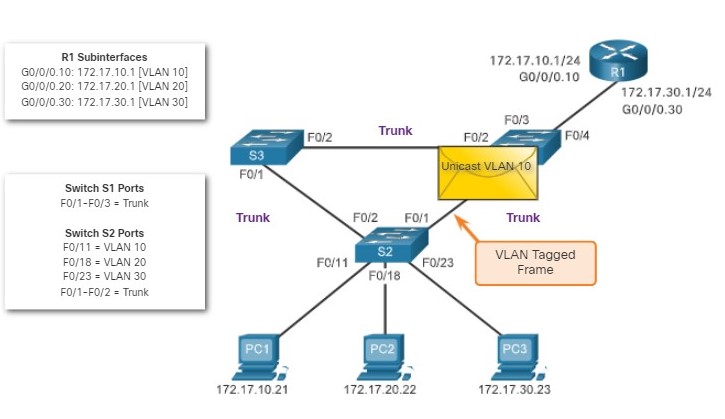 R1 Subinterfaces
G0/0/0.10: 172.17.10.1 [VLAN 10]
G0/0/0.20: 172.17.20.1 [VLAN 20]
G0/0/0.30: 172.17.30.1 [VLAN 30]
Switch S1 Ports
F0/1-F0/3 = Trunk
Switch S2 Ports
F0/11 = VLAN 10
F0/18 = VLAN 20
F0/23 = VLAN 30
F0/1-F0/2 = Trunk
172.17.10.1/24
G0/0/0.10
R1
172.17.30.1/24
G0/0/0.30
F0/3
F0/4
F0/2
Trunk
F0/2
S3
F0/1
Unicast VLAN 10
Trunk
Trunk
F0/2
F0/1
S2
VLAN Tagged
Frame
F0/11
F0/18
F0/23
PC1
PC2
PC3
172.17.10.21
172.17.20.22
172.17.30.23